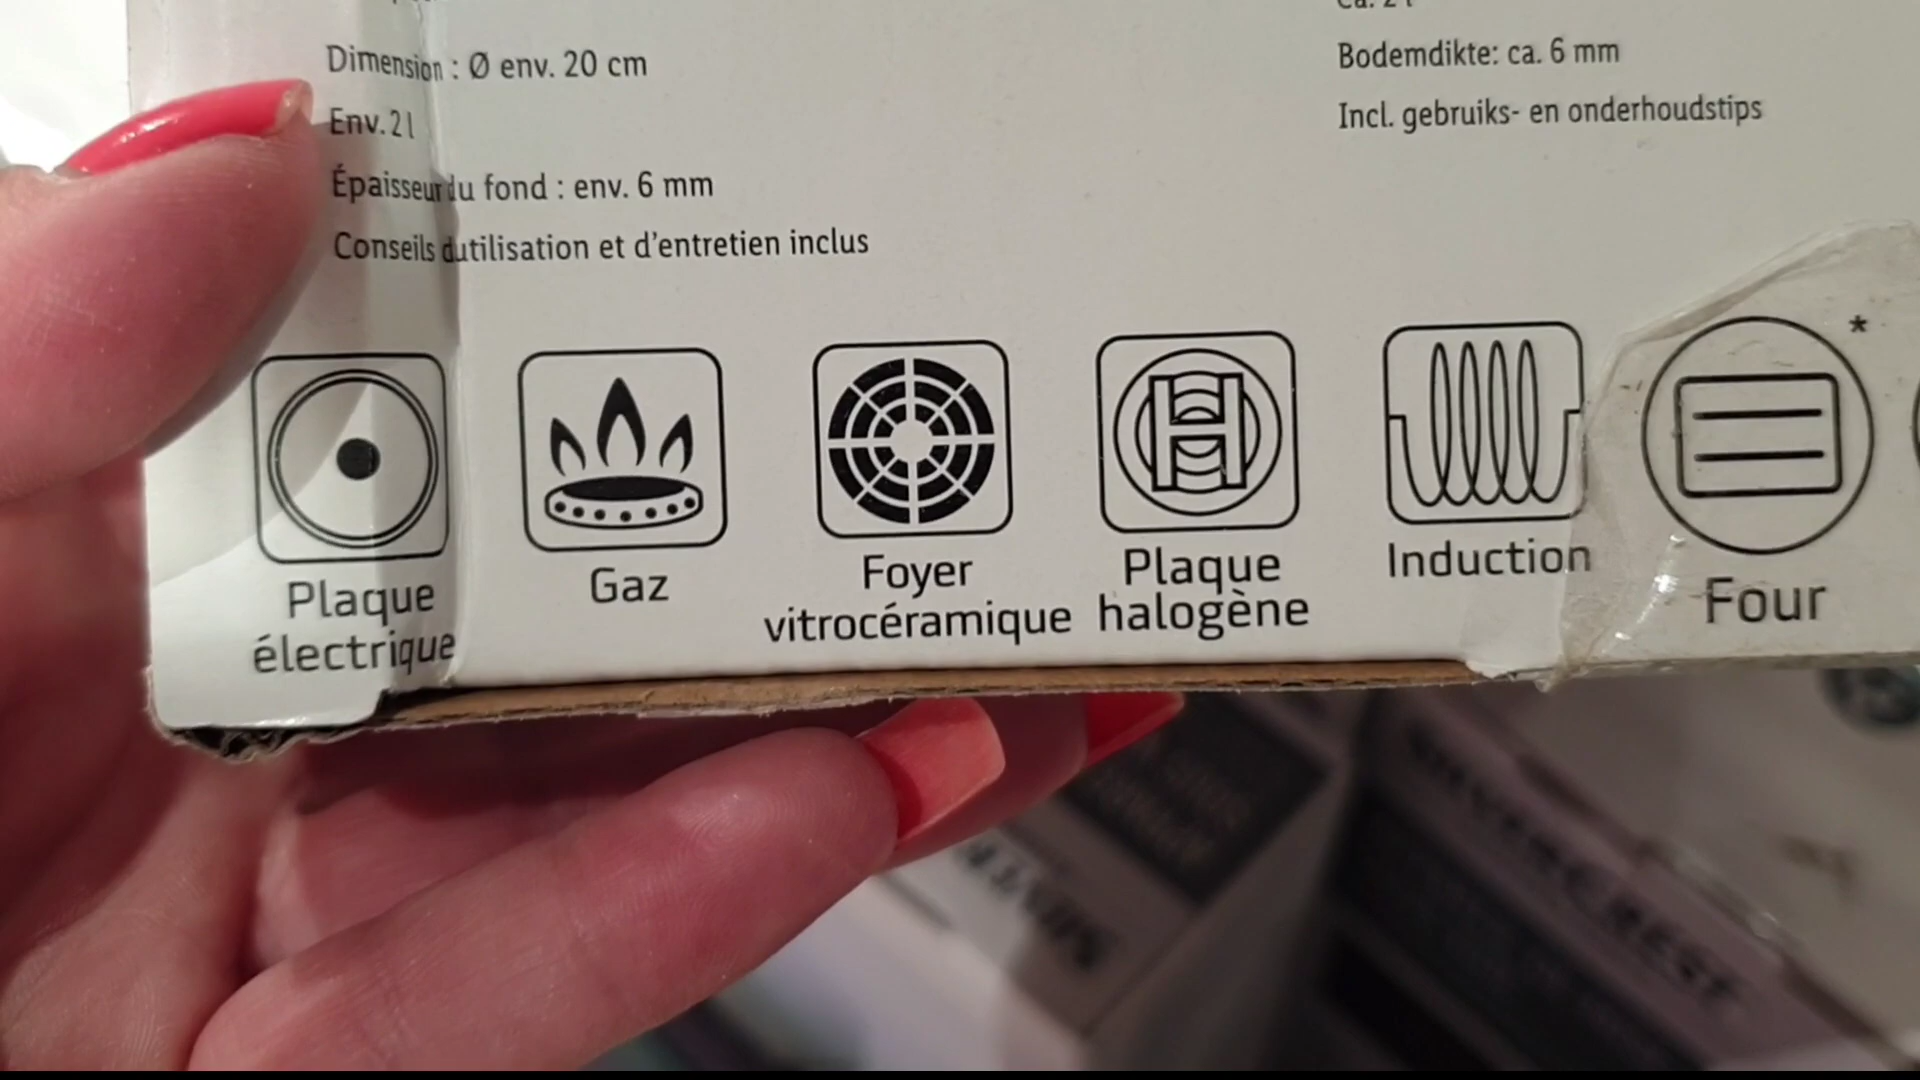 Dimension : Ø env. 20 cm
Env. 2 l
Épaisseur du fond : env. 6 mm
Conseils d'utilisation et d'entretien inclus
Bodemdikte: ca. 6 mm
Incl. gebruiks- en onderhoudstips
H
*
Plaque
électrique
Gaz
Foyer
vitrocéramique
Plaque
halogène
Induction
Four
SILVERCREST